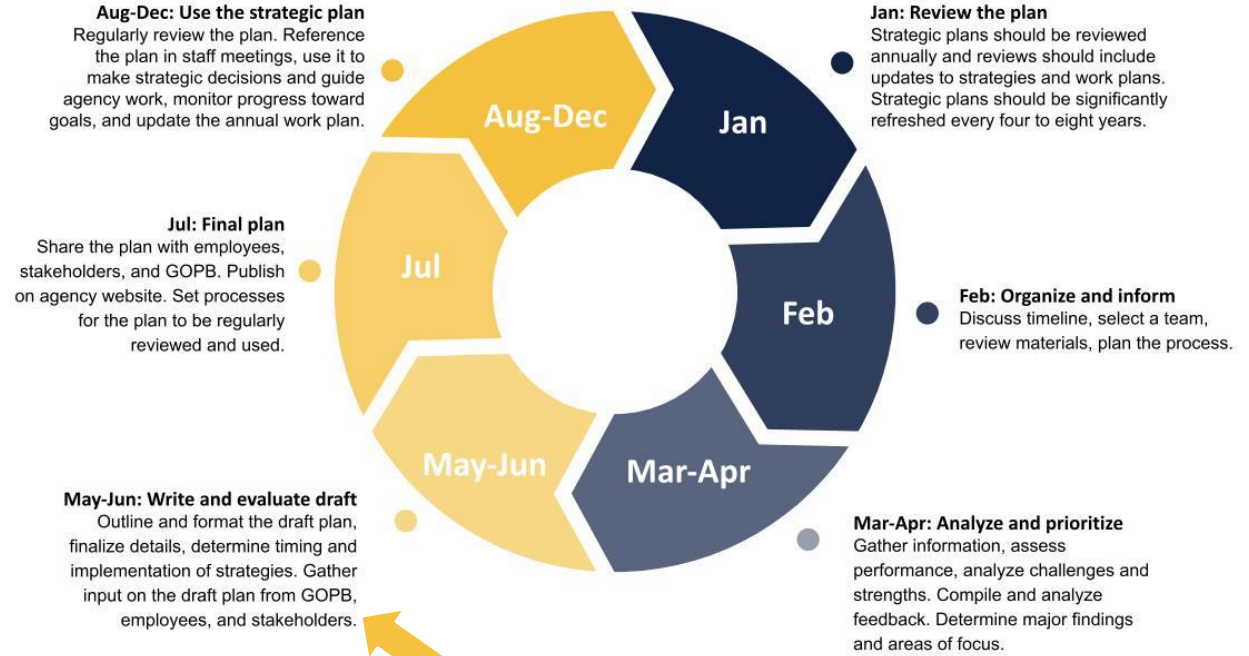 Aug-Dec: Use the strategic plan
Regularly review the plan. Reference
the plan in staff meetings, use it to
make strategic decisions and guide
agency work, monitor progress toward
goals, and update the annual work plan.
Jan: Review the plan
Strategic plans should be reviewed
annually and reviews should include
updates to strategies and work plans.
Strategic plans should be significantly
refreshed every four to eight years.
Aug-Dec
Jan
Jul: Final plan
Share the plan with employees,
stakeholders, and GOPB. Publish
on agency website. Set processes
for the plan to be regularly
reviewed and used.
Jul
Feb
Feb: Organize and inform
Discuss timeline, select a team,
review materials, plan the process.
May-Jun
Mar-Apr
May-Jun: Write and evaluate draft
Outline and format the draft plan,
finalize details, determine timing and
implementation of strategies. Gather
input on the draft plan from GOPB,
employees, and stakeholders.
Mar-Apr: Analyze and prioritize
Gather information, assess
performance, analyze challenges and
strengths. Compile and analyze
feedback. Determine major findings
and areas of focus.